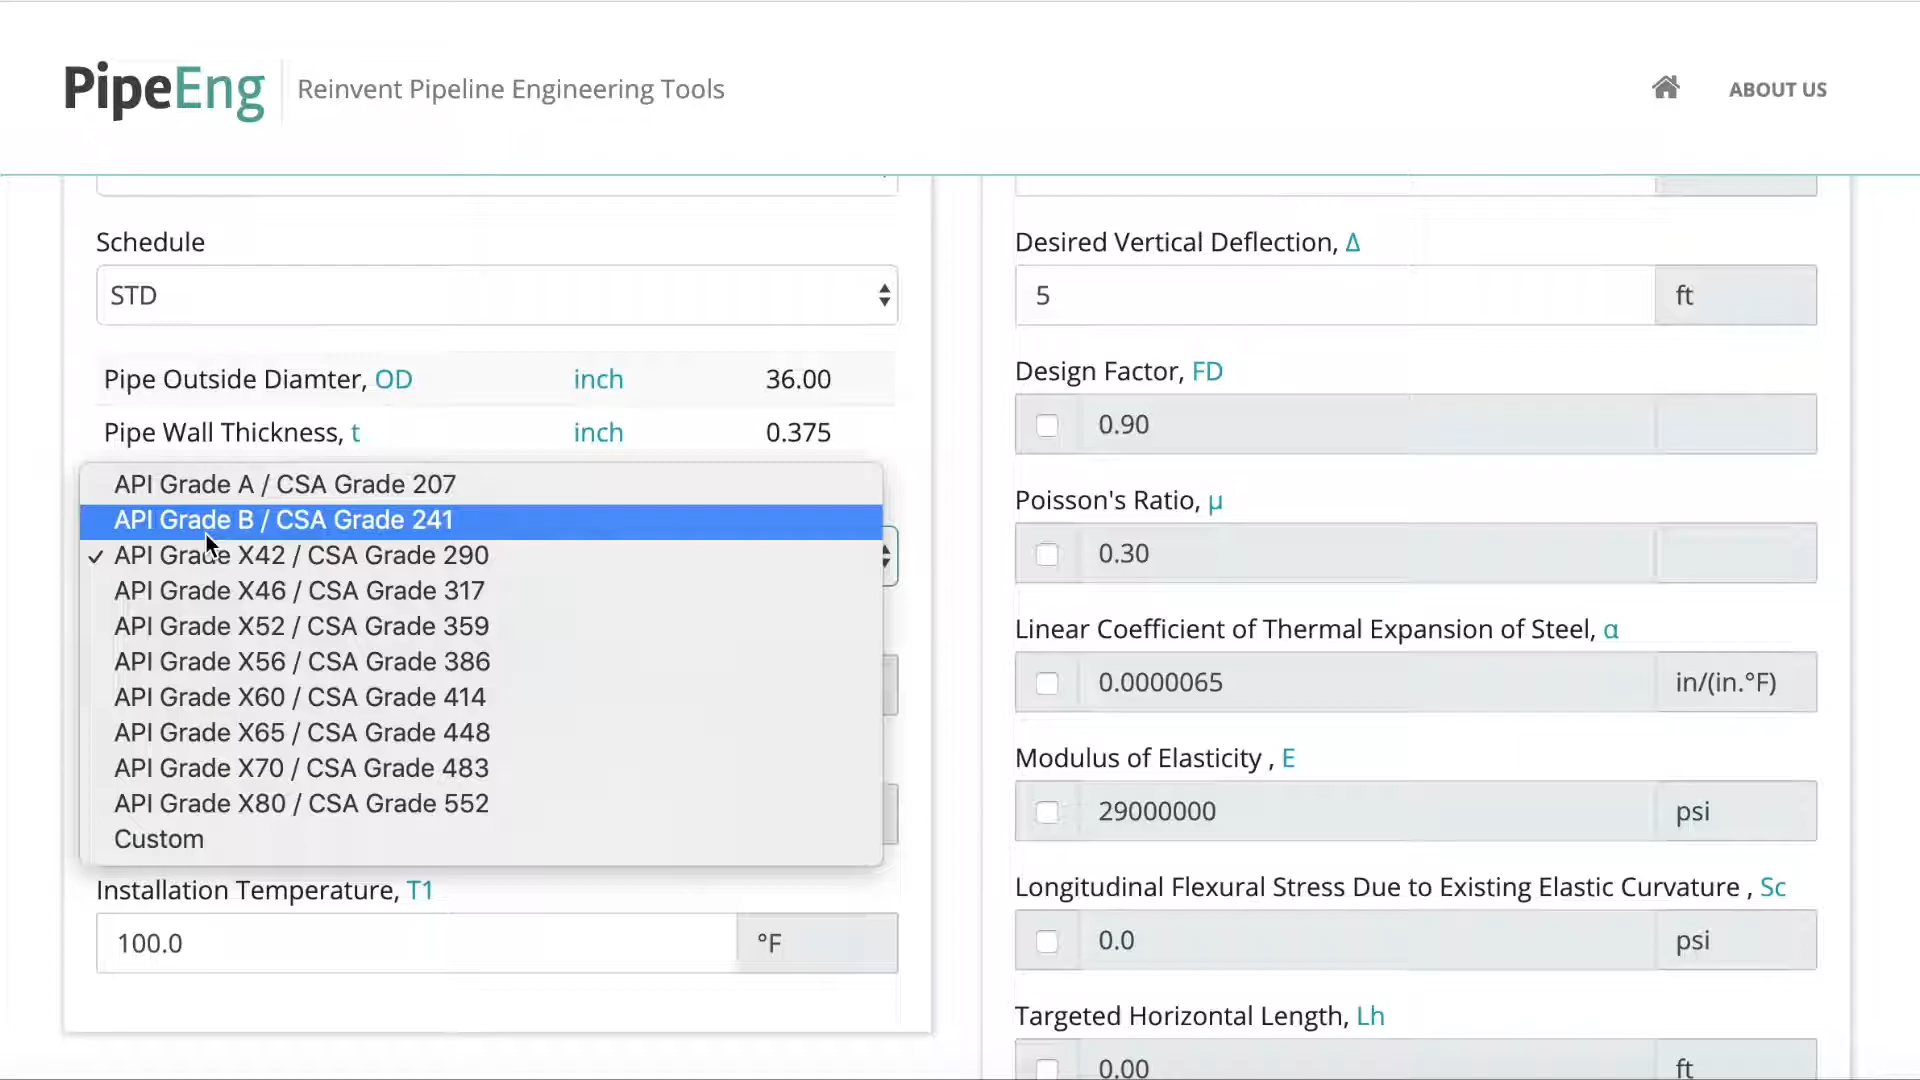 PipeEng Reinvent Pipeline Engineering Tools
ABOUT US
Schedule
STD
Pipe Outside Diamter, OD inch 36.00
Pipe Wall Thickness, t inch 0.375
API Grade A / CSA Grade 207
API Grade B / CSA Grade 241
✓ API Grade X42 / CSA Grade 290
API Grade X46 / CSA Grade 317
API Grade X52 / CSA Grade 359
API Grade X56 / CSA Grade 386
API Grade X60 / CSA Grade 414
API Grade X65 / CSA Grade 448
API Grade X70 / CSA Grade 483
API Grade X80 / CSA Grade 552
Custom
Installation Temperature, T1
100.0 °F
Desired Vertical Deflection, Δ
5 ft
Design Factor, FD
0.90
Poisson's Ratio, μ
0.30
Linear Coefficient of Thermal Expansion of Steel, α
0.0000065 in/(in.°F)
Modulus of Elasticity , E
29000000 psi
Longitudinal Flexural Stress Due to Existing Elastic Curvature , Sc
0.0 psi
Targeted Horizontal Length, Lh
0.00 ft